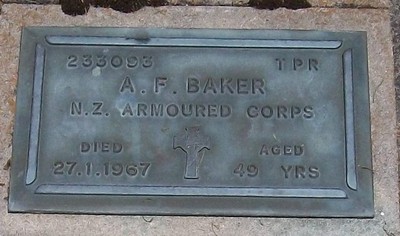 233093 TPR
A. F. BAKER
N.Z. ARMOURED CORPS
DIED AGED
27.1.1967 49 YRS